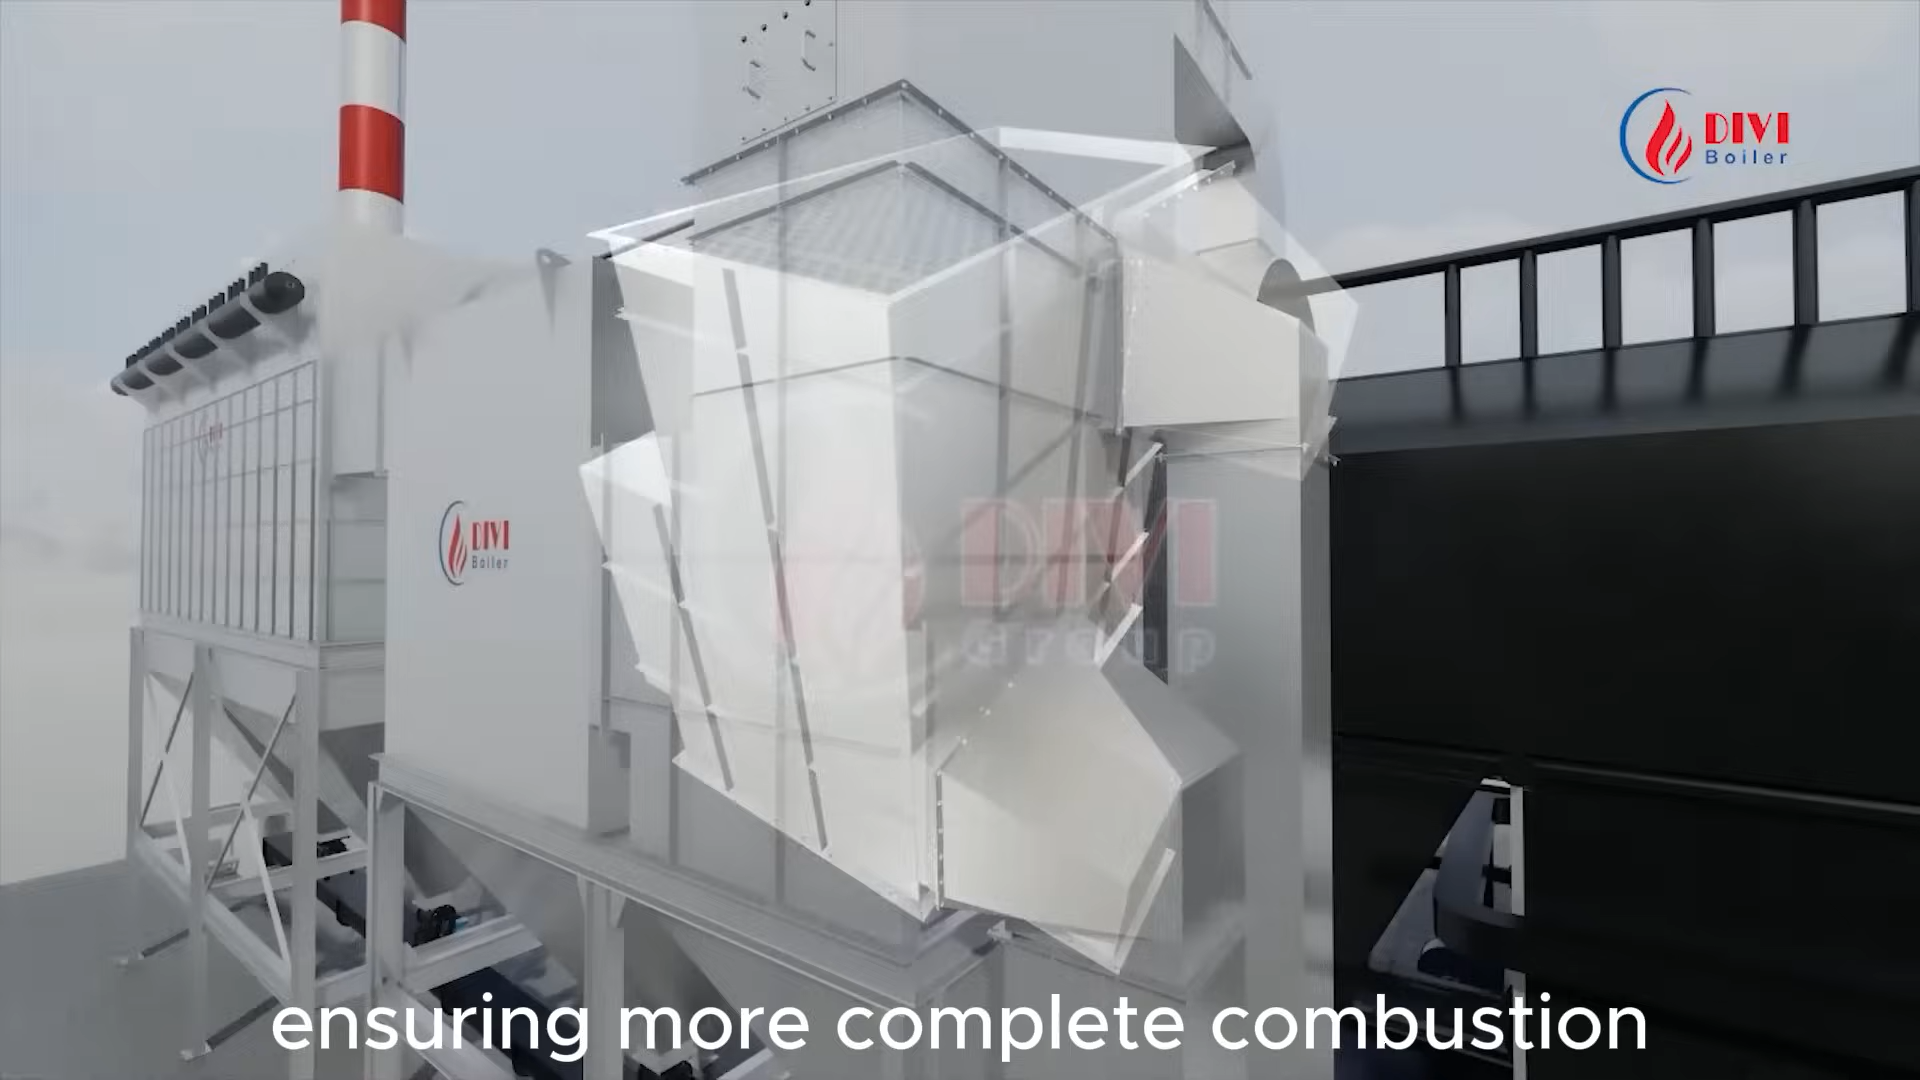 DIVI
Boiler
DIVI
Boiler
DIVI
Group
ensuring more complete combustion